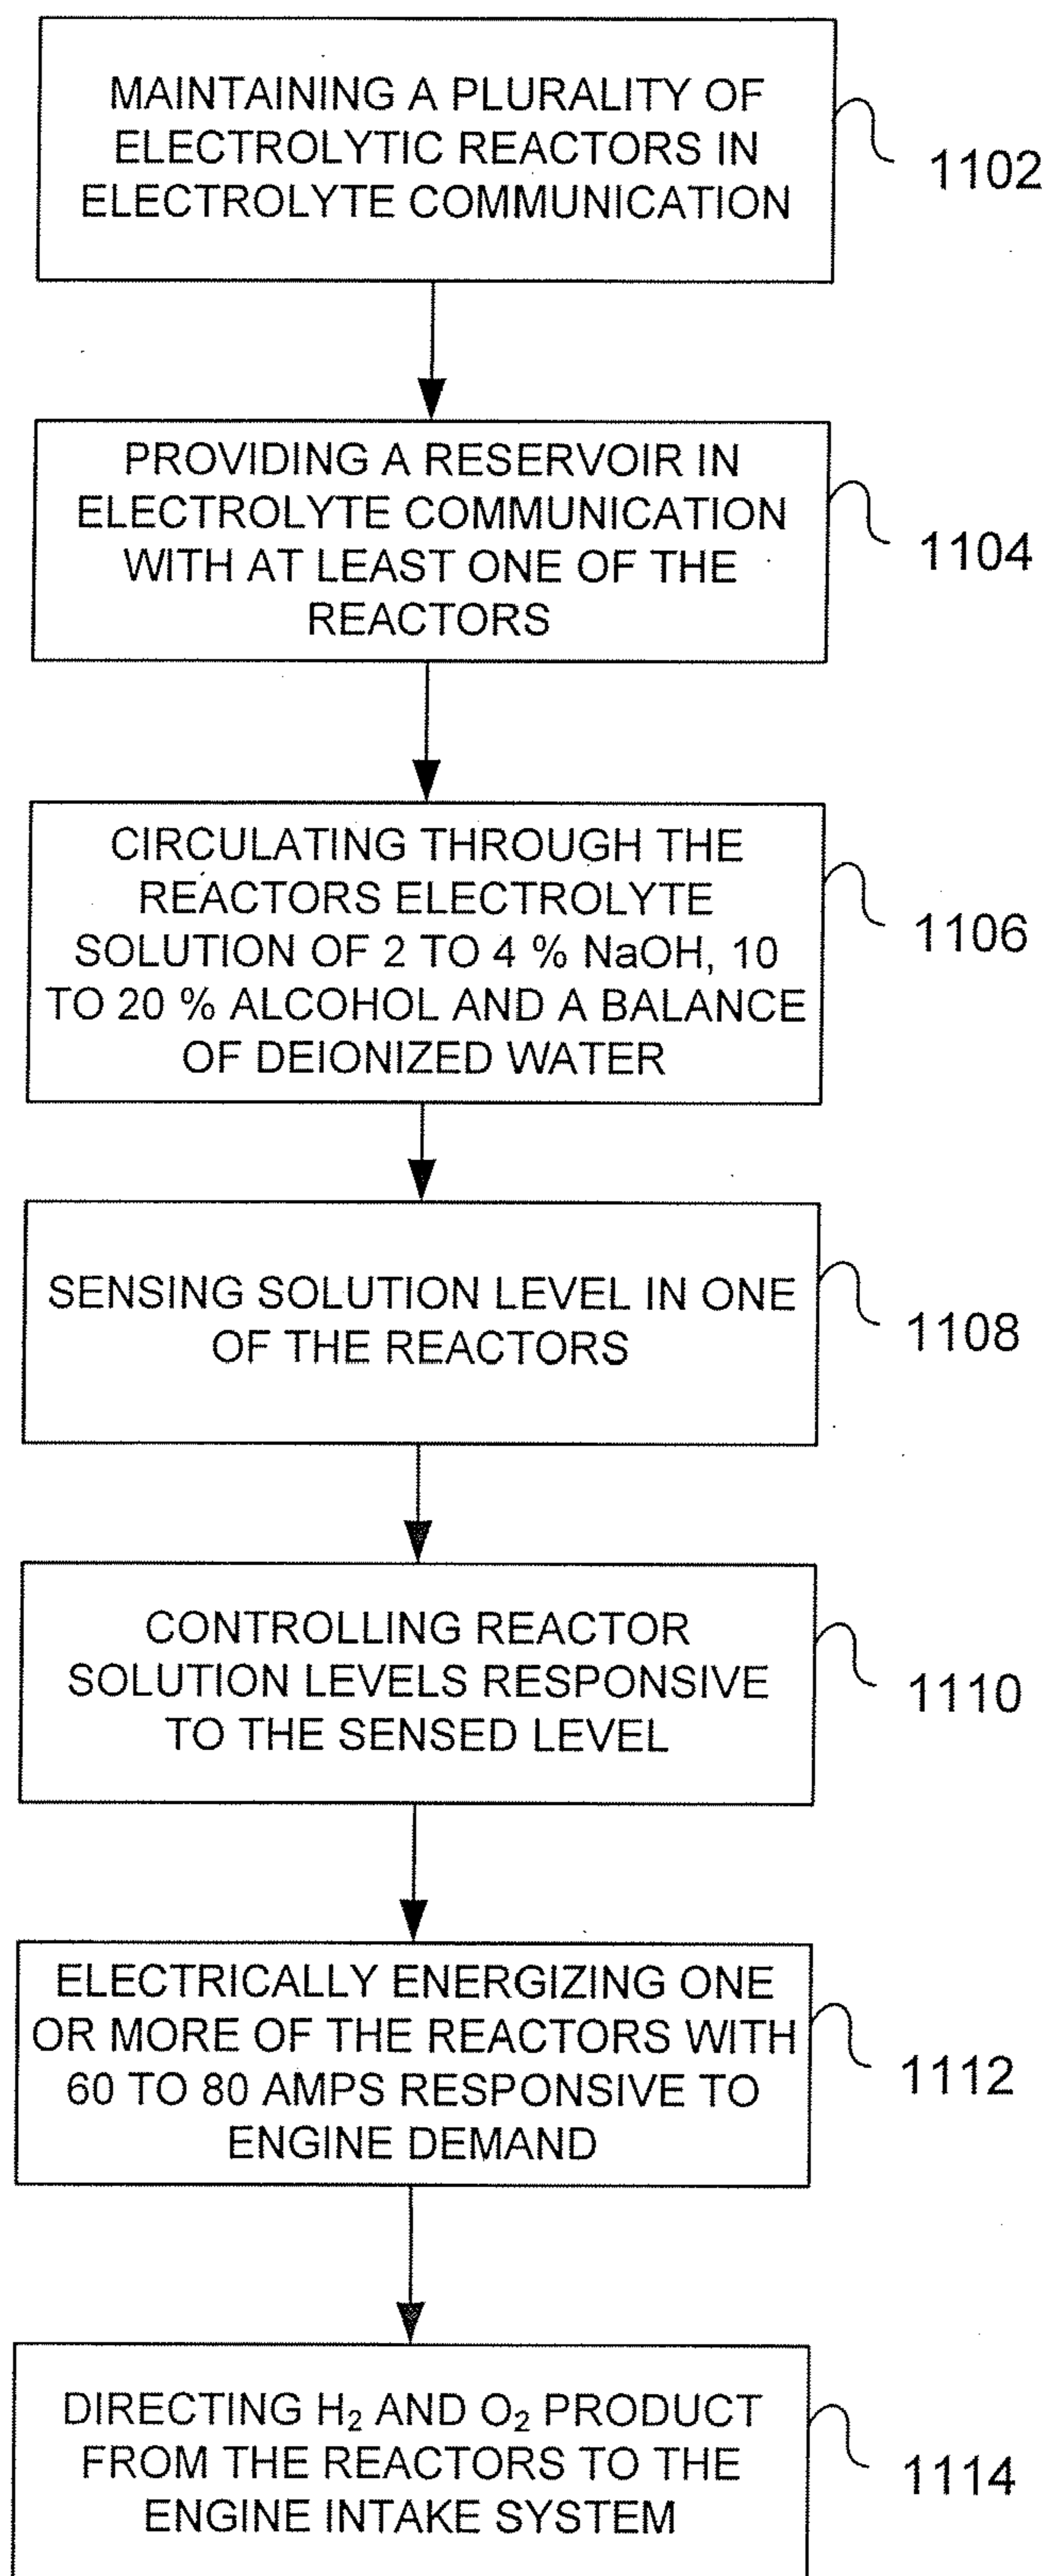 MAINTAINING A PLURALITY OF
ELECTROLYTIC REACTORS IN
ELECTROLYTE COMMUNICATION
1102
PROVIDING A RESERVOIR IN
ELECTROLYTE COMMUNICATION
WITH AT LEAST ONE OF THE
REACTORS
1104
CIRCULATING THROUGH THE
REACTORS ELECTROLYTE
SOLUTION OF 2 TO 4 % NaOH, 10
TO 20 % ALCOHOL AND A BALANCE
OF DEIONIZED WATER
1106
SENSING SOLUTION LEVEL IN ONE
OF THE REACTORS
1108
CONTROLLING REACTOR
SOLUTION LEVELS RESPONSIVE
TO THE SENSED LEVEL
1110
ELECTRICALLY ENERGIZING ONE
OR MORE OF THE REACTORS WITH
60 TO 80 AMPS RESPONSIVE TO
ENGINE DEMAND
1112
DIRECTING H₂ AND O₂ PRODUCT
FROM THE REACTORS TO THE
ENGINE INTAKE SYSTEM
1114